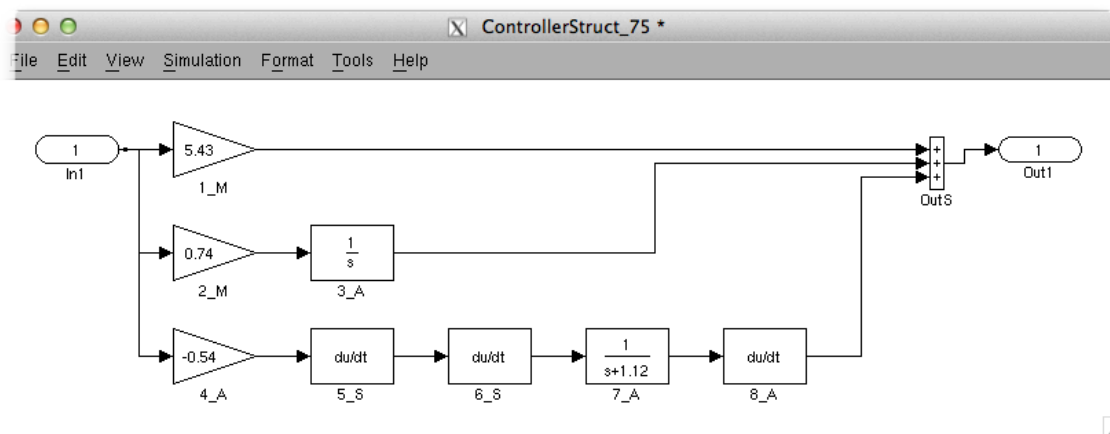 ControllerStruct_75 *
File Edit View Simulation Format Tools Help
1
In1
5.43
1_M
+
+
+
OutS
1
Out1
0.74
2_M
1
s
3_A
-0.54
4_A
du/dt
5_S
du/dt
6_S
1
s+1.12
7_A
du/dt
8_A